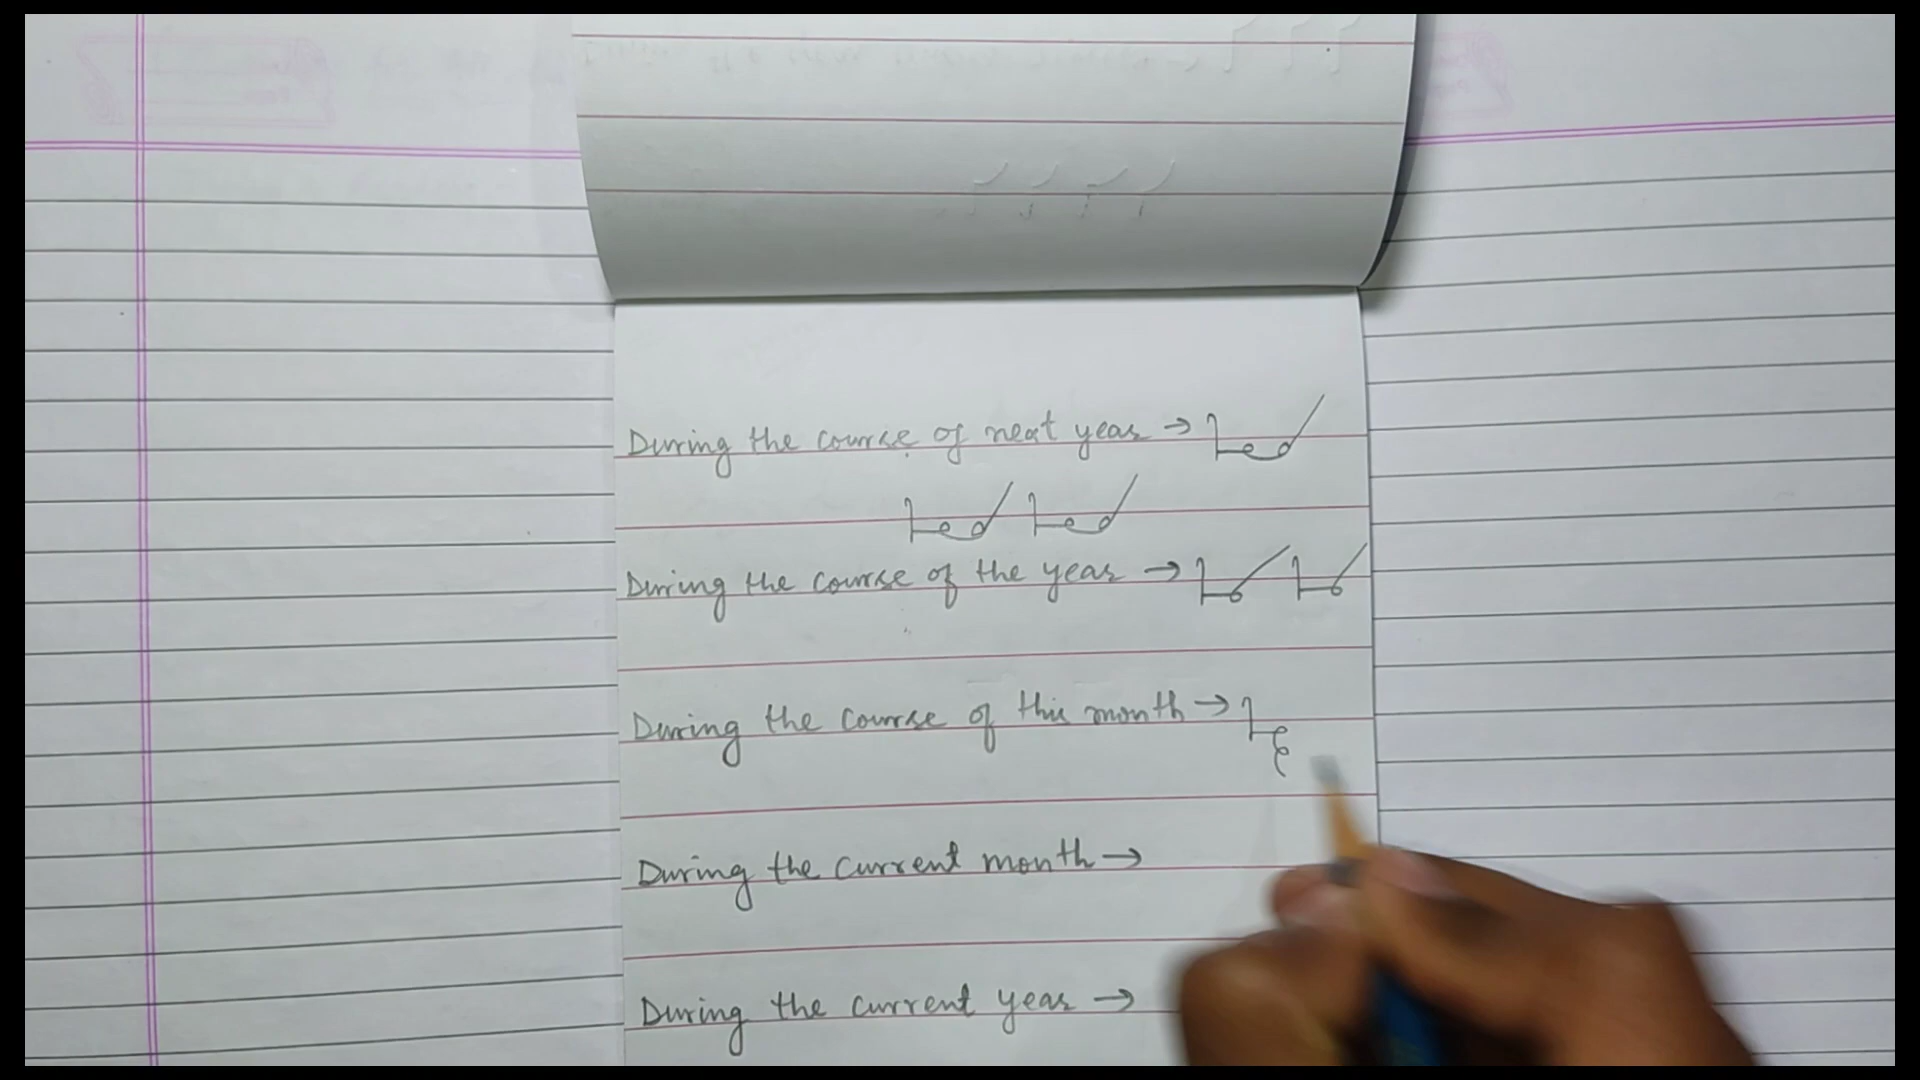 During the course of next year →
During the course of the year →
During the course of this month →
During the current month →
During the current year →